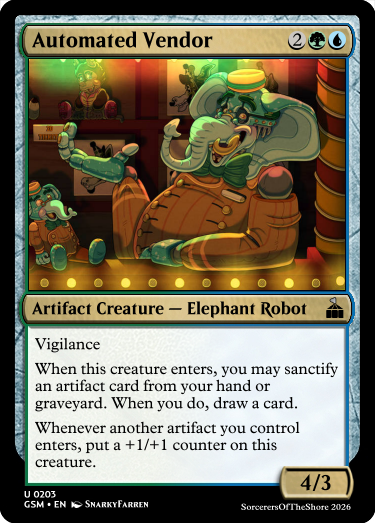 Automated Vendor 2
Artifact Creature — Elephant Robot
Vigilance
When this creature enters, you may sanctify
an artifact card from your hand or
graveyard. When you do, draw a card.
Whenever another artifact you control
enters, put a +1/+1 counter on this
creature.
4/3
U 0203
GSM • EN SnarkyFarren
SorcerersOfTheShore 2026